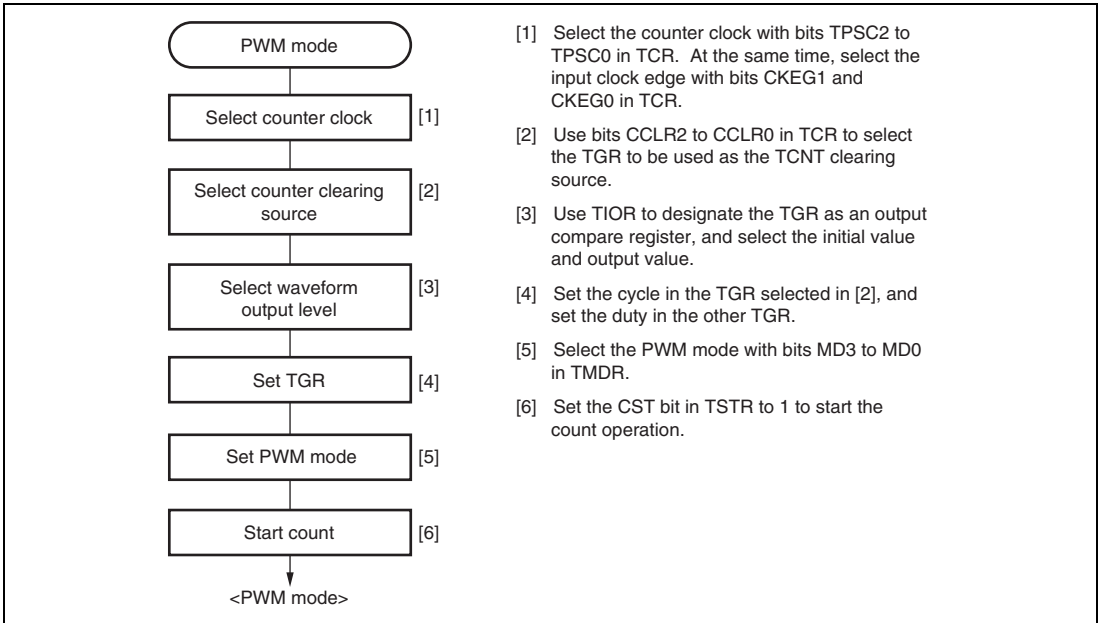 PWM mode
Select counter clock
[1]
Select counter clearing
source
[2]
Select waveform
output level
[3]
Set TGR
[4]
Set PWM mode
[5]
Start count
[6]
<PWM mode>
[1] Select the counter clock with bits TPSC2 to
TPSC0 in TCR. At the same time, select the
input clock edge with bits CKEG1 and
CKEG0 in TCR.
[2] Use bits CCLR2 to CCLR0 in TCR to select
the TGR to be used as the TCNT clearing
source.
[3] Use TIOR to designate the TGR as an output
compare register, and select the initial value
and output value.
[4] Set the cycle in the TGR selected in [2], and
set the duty in the other TGR.
[5] Select the PWM mode with bits MD3 to MD0
in TMDR.
[6] Set the CST bit in TSTR to 1 to start the
count operation.